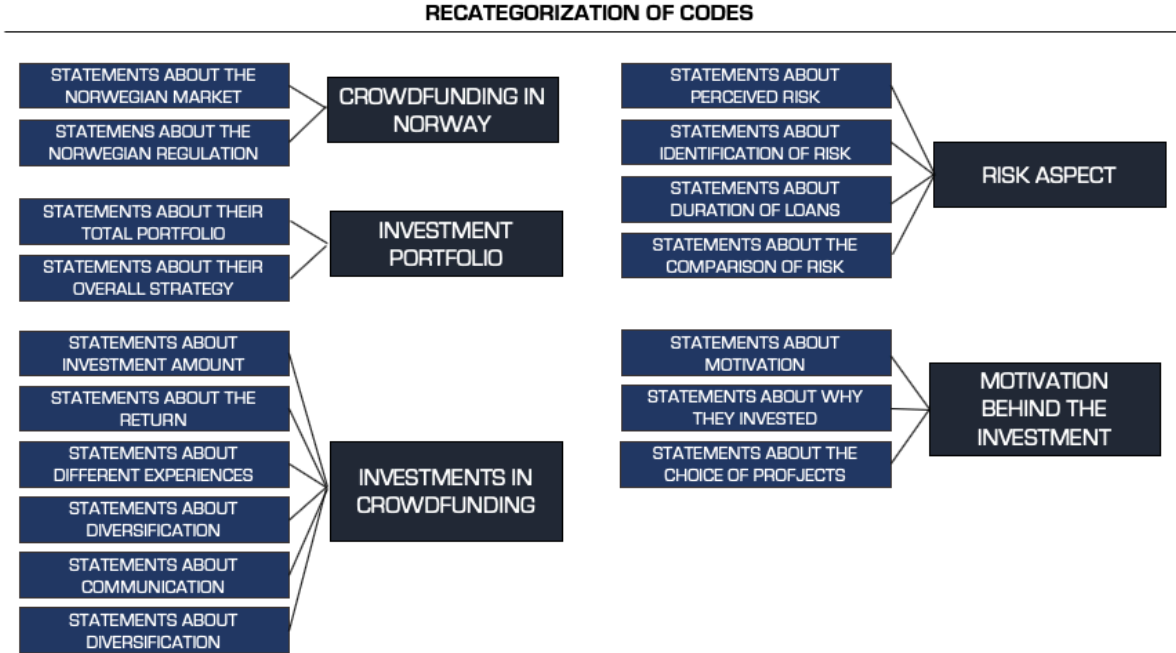 RECATEGORIZATION OF CODES
STATEMENTS ABOUT THE
NORWEGIAN MARKET
STATEMENS ABOUT THE
NORWEGIAN REGULATION
CROWDFUNDING IN
NORWAY
STATEMENTS ABOUT THEIR
TOTAL PORTFOLIO
STATEMENTS ABOUT THEIR
OVERALL STRATEGY
INVESTMENT
PORTFOLIO
STATEMENTS ABOUT
INVESTMENT AMOUNT
STATEMENTS ABOUT THE
RETURN
STATEMENTS ABOUT
DIFFERENT EXPERIENCES
STATEMENTS ABOUT
DIVERSIFICATION
STATEMENTS ABOUT
COMMUNICATION
STATEMENTS ABOUT
DIVERSIFICATION
INVESTMENTS IN
CROWDFUNDING
STATEMENTS ABOUT
PERCEIVED RISK
STATEMENTS ABOUT
IDENTIFICATION OF RISK
STATEMENTS ABOUT
DURATION OF LOANS
STATEMENTS ABOUT THE
COMPARISON OF RISK
RISK ASPECT
STATEMENTS ABOUT
MOTIVATION
STATEMENTS ABOUT WHY
THEY INVESTED
STATEMENTS ABOUT THE
CHOICE OF PROFJECTS
MOTIVATION
BEHIND THE
INVESTMENT